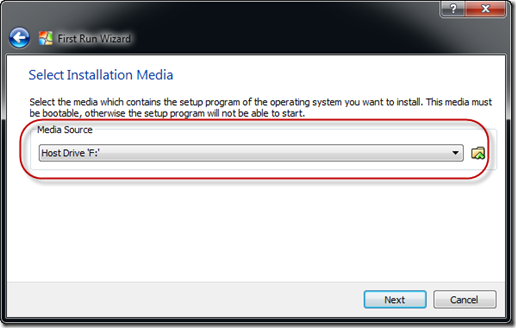 First Run Wizard
Select Installation Media
Select the media which contains the setup program of the operating system you want to install. This media must
be bootable, otherwise the setup program will not be able to start.
Media Source
Host Drive 'F:'
Next Cancel